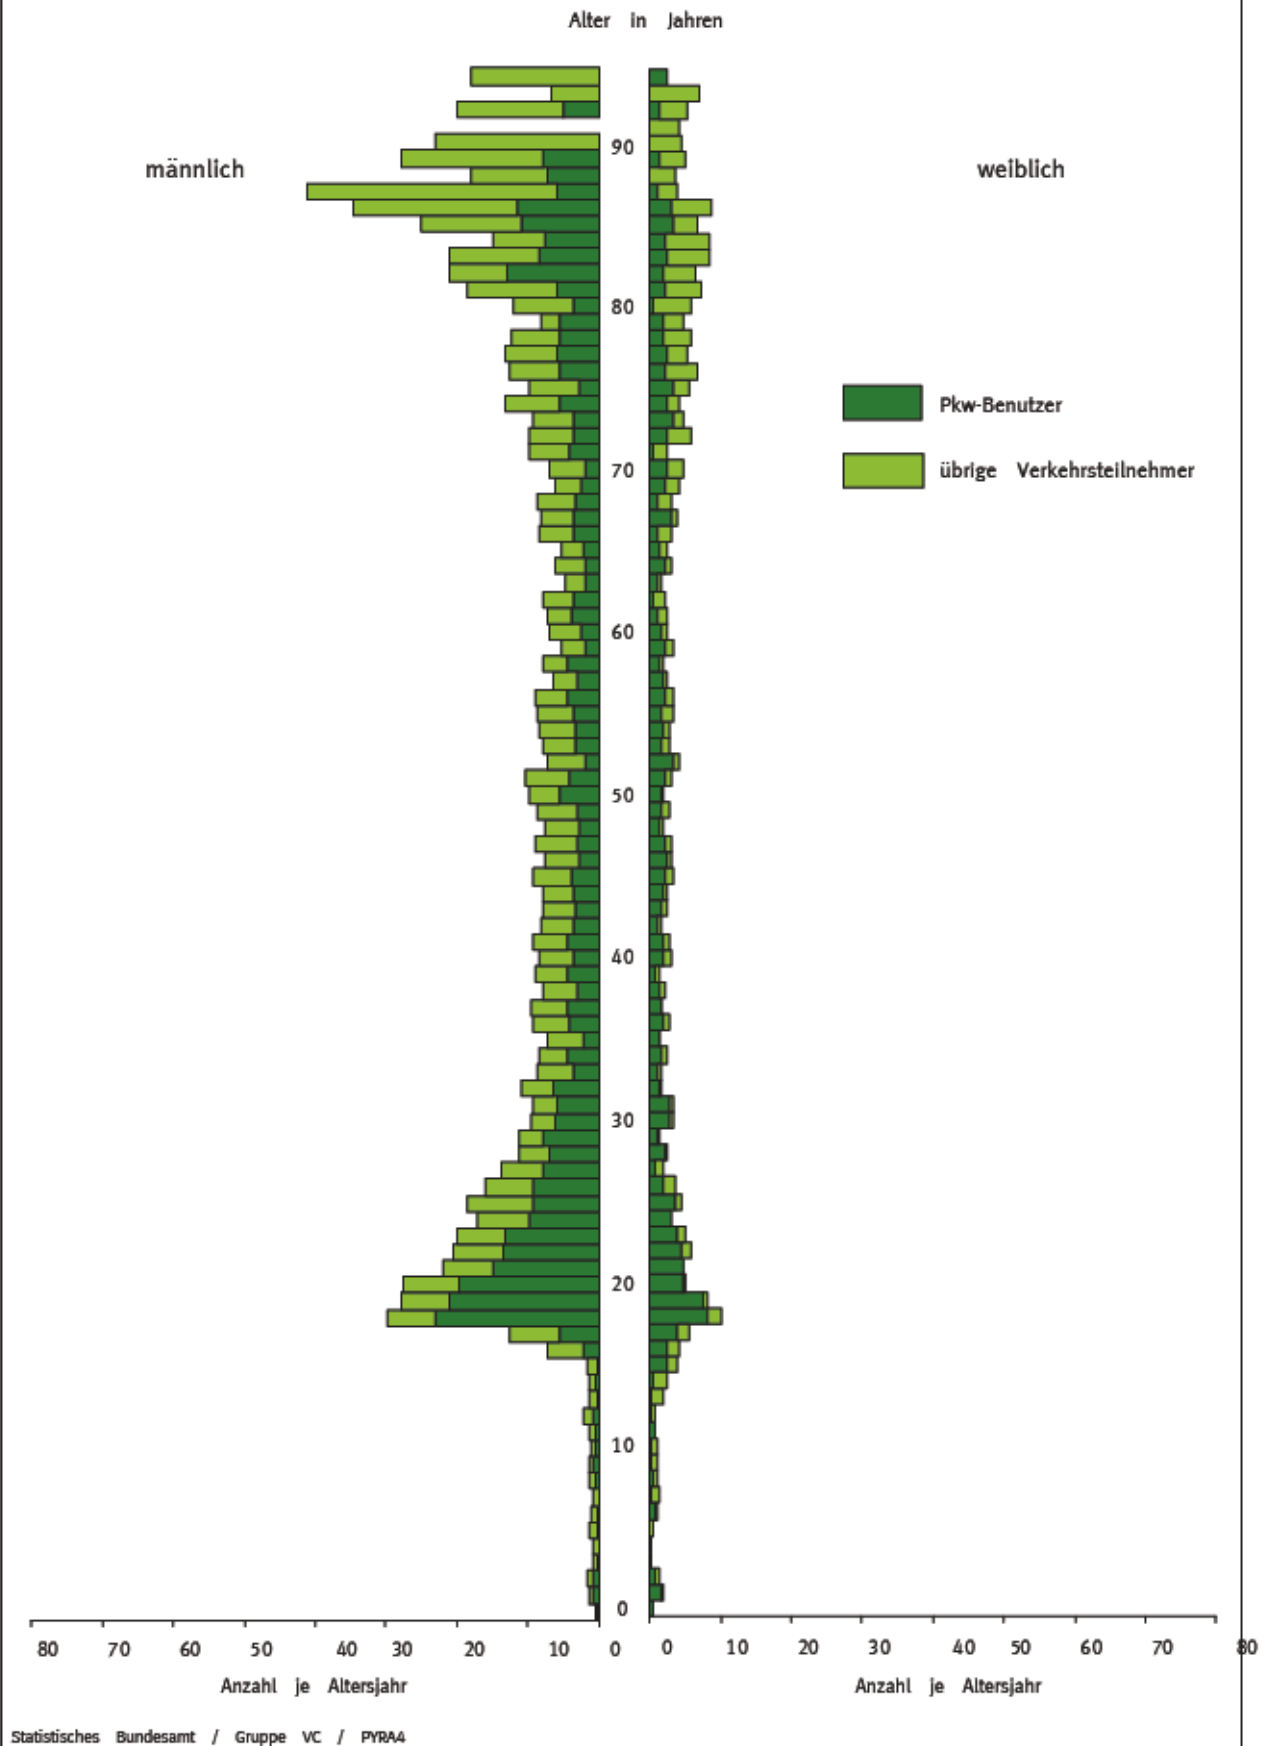 Alter in Jahren
männlich
weiblich
90
80
70
60
50
40
30
20
10
0
Pkw-Benutzer
übrige Verkehrsteilnehmer
80 70 60 50 40 30 20 10 0
0 10 20 30 40 50 60 70 80
Anzahl je Altersjahr
Anzahl je Altersjahr
Statistisches Bundesamt / Gruppe VC / PYRA4